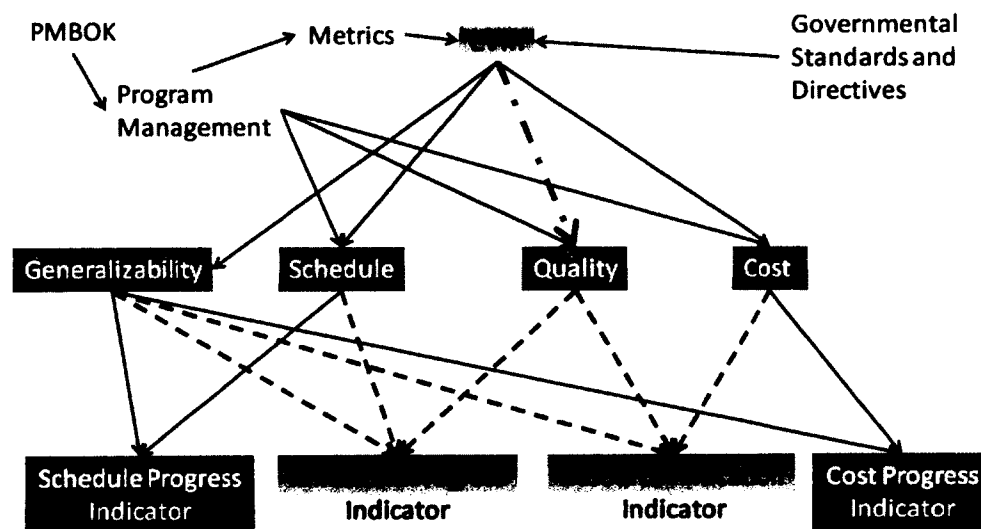 PMBOK
Metrics
Governmental
Standards and
Directives
Program
Management
Generalizability
Schedule
Quality
Cost
Schedule Progress
Indicator
Indicator
Indicator
Cost Progress
Indicator